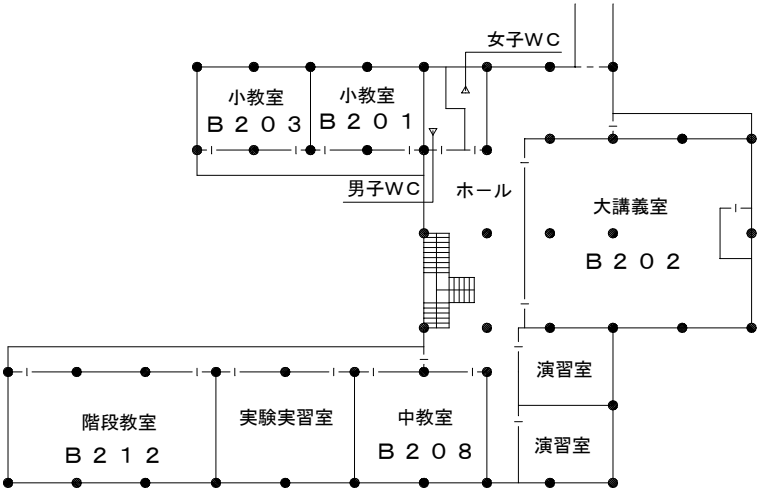 女子WC
小教室
B203
小教室
B201
男子WC
ホール
大講義室
B202
演習室
階段教室
B212
実験実習室
中教室
B208
演習室